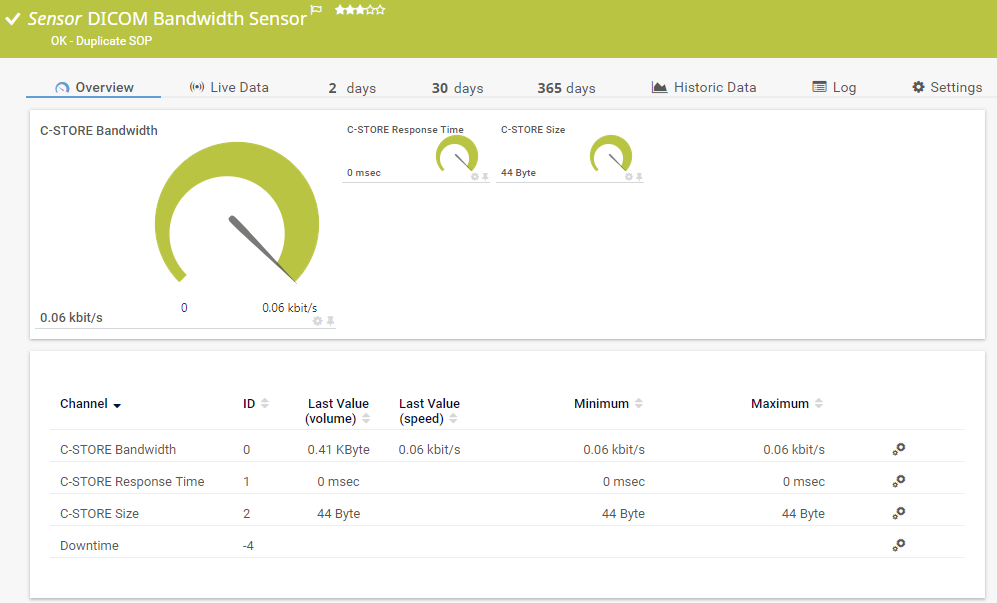 Sensor DICOM Bandwidth Sensor
OK - Duplicate SOP
Overview
Live Data
2 days
30 days
365 days
Historic Data
Log
Settings
C-STORE Bandwidth
0
0.06 kbit/s
0.06 kbit/s
C-STORE Response Time
0 msec
C-STORE Size
44 Byte
Channel ID Last Value (volume) Last Value (speed) Minimum Maximum
C-STORE Bandwidth 0 0.41 KByte 0.06 kbit/s 0.06 kbit/s 0.06 kbit/s
C-STORE Response Time 1 0 msec 0 msec 0 msec
C-STORE Size 2 44 Byte 44 Byte 44 Byte
Downtime -4